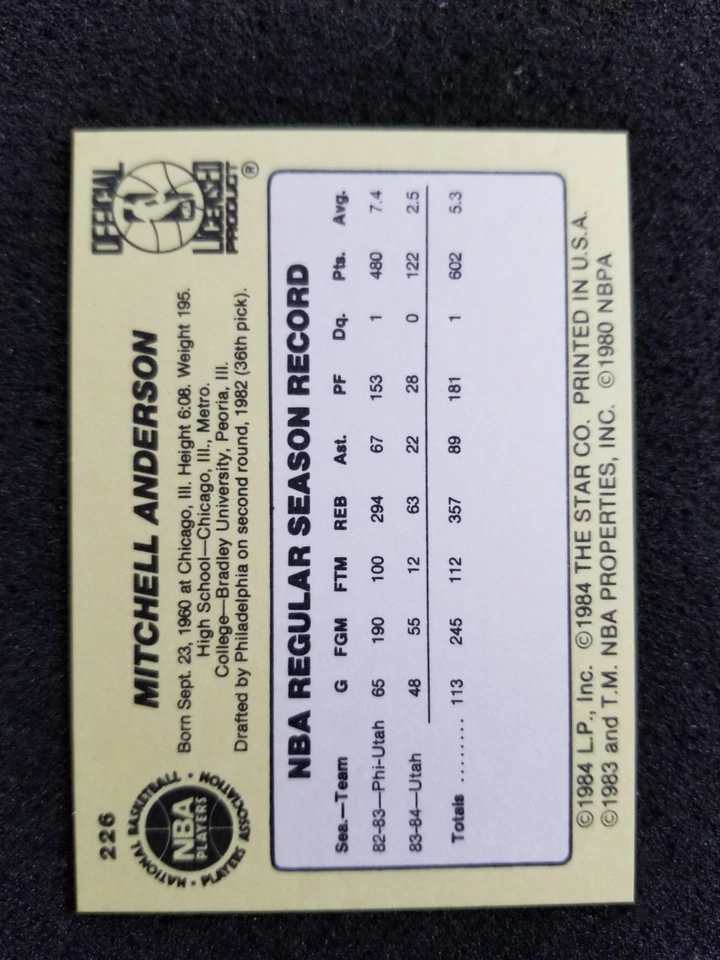 226
NATIONAL BASKETBALL
NBA
PLAYERS
PLAYERS ASSOCIATION
MITCHELL ANDERSON
OFFICIAL
LICENSED
PRODUCT
®
Born Sept. 23, 1960 at Chicago, Ill. Height 6:08. Weight 195.
High School—Chicago, Ill., Metro.
College—Bradley University, Peoria, Ill.
Drafted by Philadelphia on second round, 1982 (36th pick).
NBA REGULAR SEASON RECORD
Sea.—Team G FGM FTM REB Ast. PF Dq. Pts. Avg.
82-83—Phi-Utah 65 190 100 294 67 153 1 480 7.4
83-84—Utah 48 55 12 63 22 28 0 122 2.5
Totals ........ 113 245 112 357 89 181 1 602 5.3
©1984 L.P., Inc. ©1984 THE STAR CO. PRINTED IN U.S.A.
©1983 and T.M. NBA PROPERTIES, INC. ©1980 NBPA